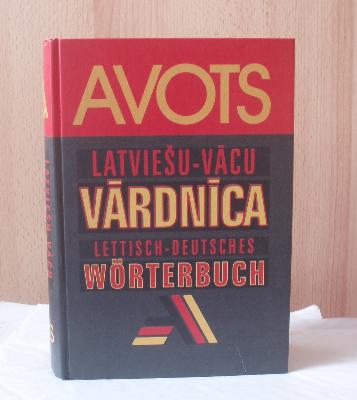 AVOTS
LATVIEŠU-VĀCU
VĀRDNĪCA
LETTISCH-DEUTSCHES
WÖRTERBUCH